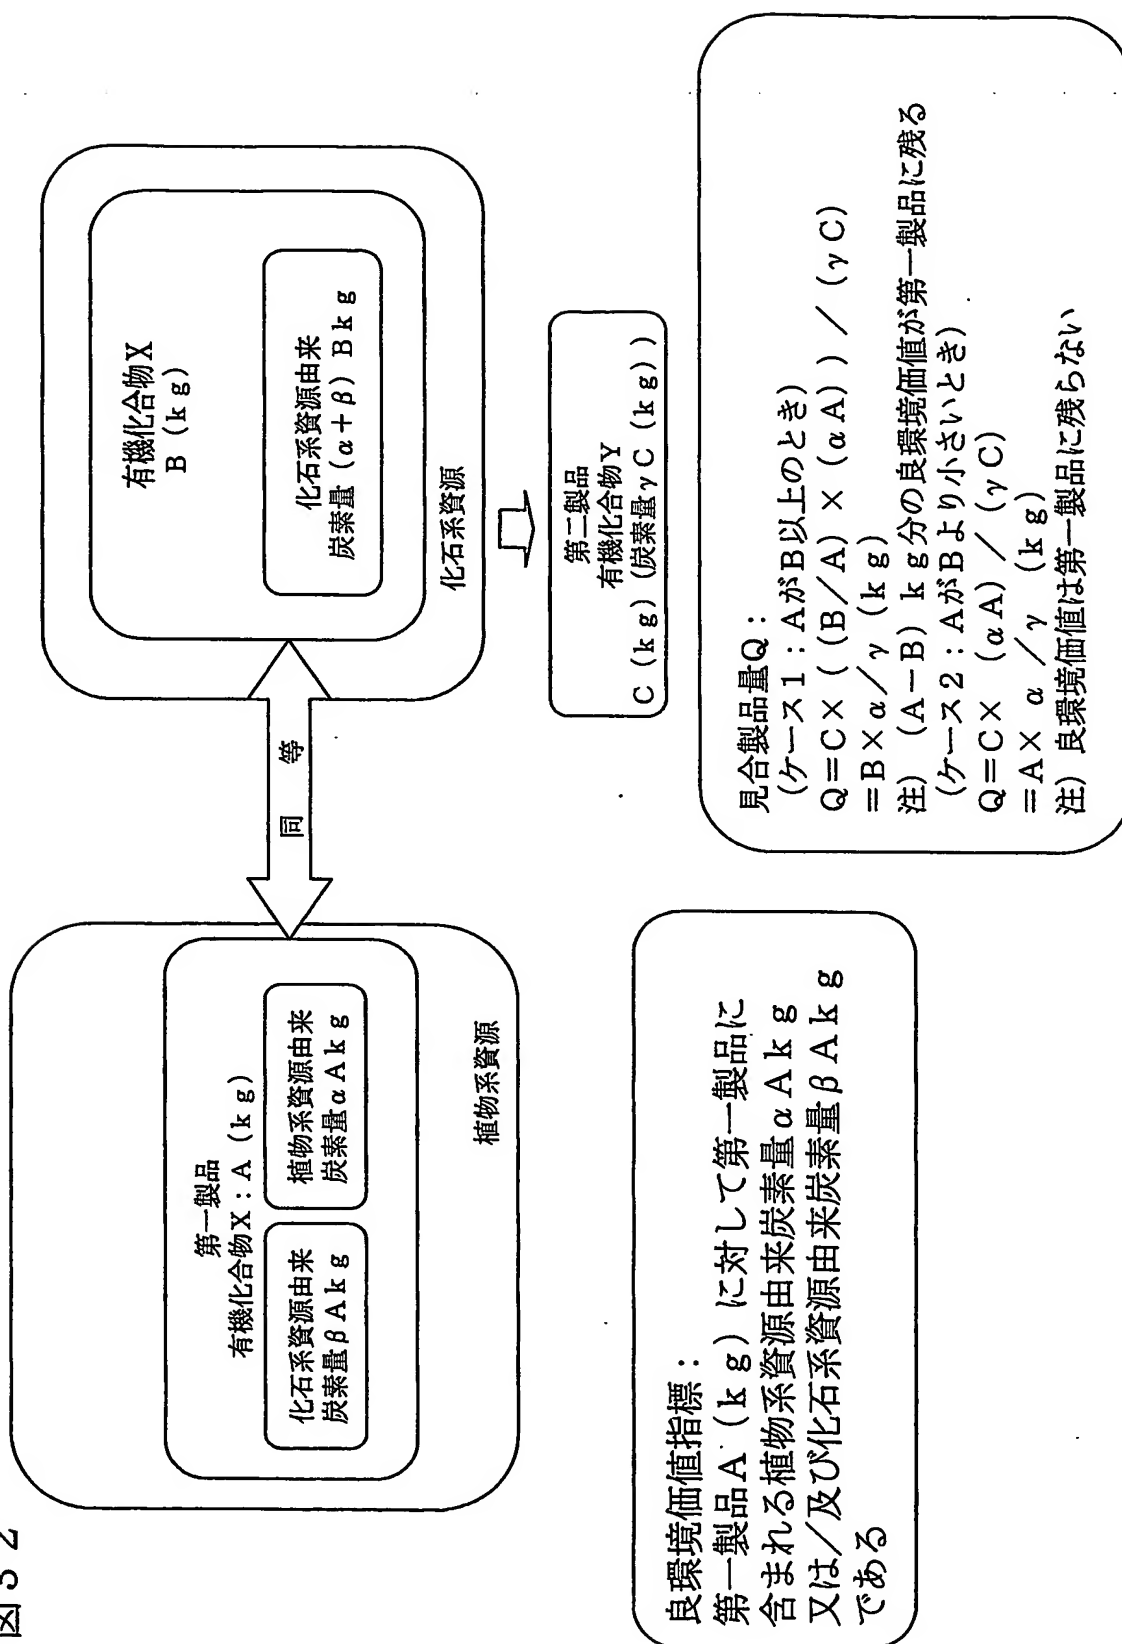 図32
第一製品
有機化合物X：A（kg）
化石系資源由来
炭素量βAkg
植物系資源由来
炭素量αAkg
植物系資源
同　等
有機化合物X
B（kg）
化石系資源由来
炭素量（α＋β）Bkg
化石系資源
第二製品
有機化合物Y
C（kg）（炭素量γC（kg））
良環境価値指標：
第一製品A（kg）に対して第一製品に
含まれる植物系資源由来炭素量αAkg
又は／及び化石系資源由来炭素量βAkg
である
見合製品量Q：
（ケース1：AがB以上のとき）
Q＝C×（（B／A）×（αA））／（γC）
＝B×α／γ（kg）
注）（A－B）kg分の良環境価値が第一製品に残る
（ケース2：AがBより小さいとき）
Q＝C×（αA）／（γC）
＝A×α／γ（kg）
注）良環境価値は第一製品に残らない